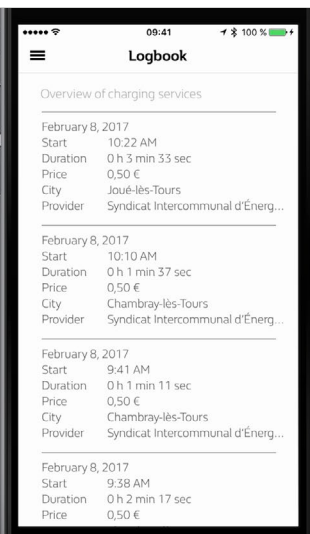 09:41
100 %
Logbook
Overview of charging services
February 8, 2017
Start 10:22 AM
Duration 0 h 3 min 33 sec
Price 0,50 €
City Joué-lès-Tours
Provider Syndicat Intercommunal d'Énerg...
February 8, 2017
Start 10:10 AM
Duration 0 h 1 min 37 sec
Price 0,50 €
City Chambray-lès-Tours
Provider Syndicat Intercommunal d'Énerg...
February 8, 2017
Start 9:41 AM
Duration 0 h 1 min 11 sec
Price 0,50 €
City Chambray-lès-Tours
Provider Syndicat Intercommunal d'Énerg...
February 8, 2017
Start 9:38 AM
Duration 0 h 2 min 17 sec
Price 0,50 €